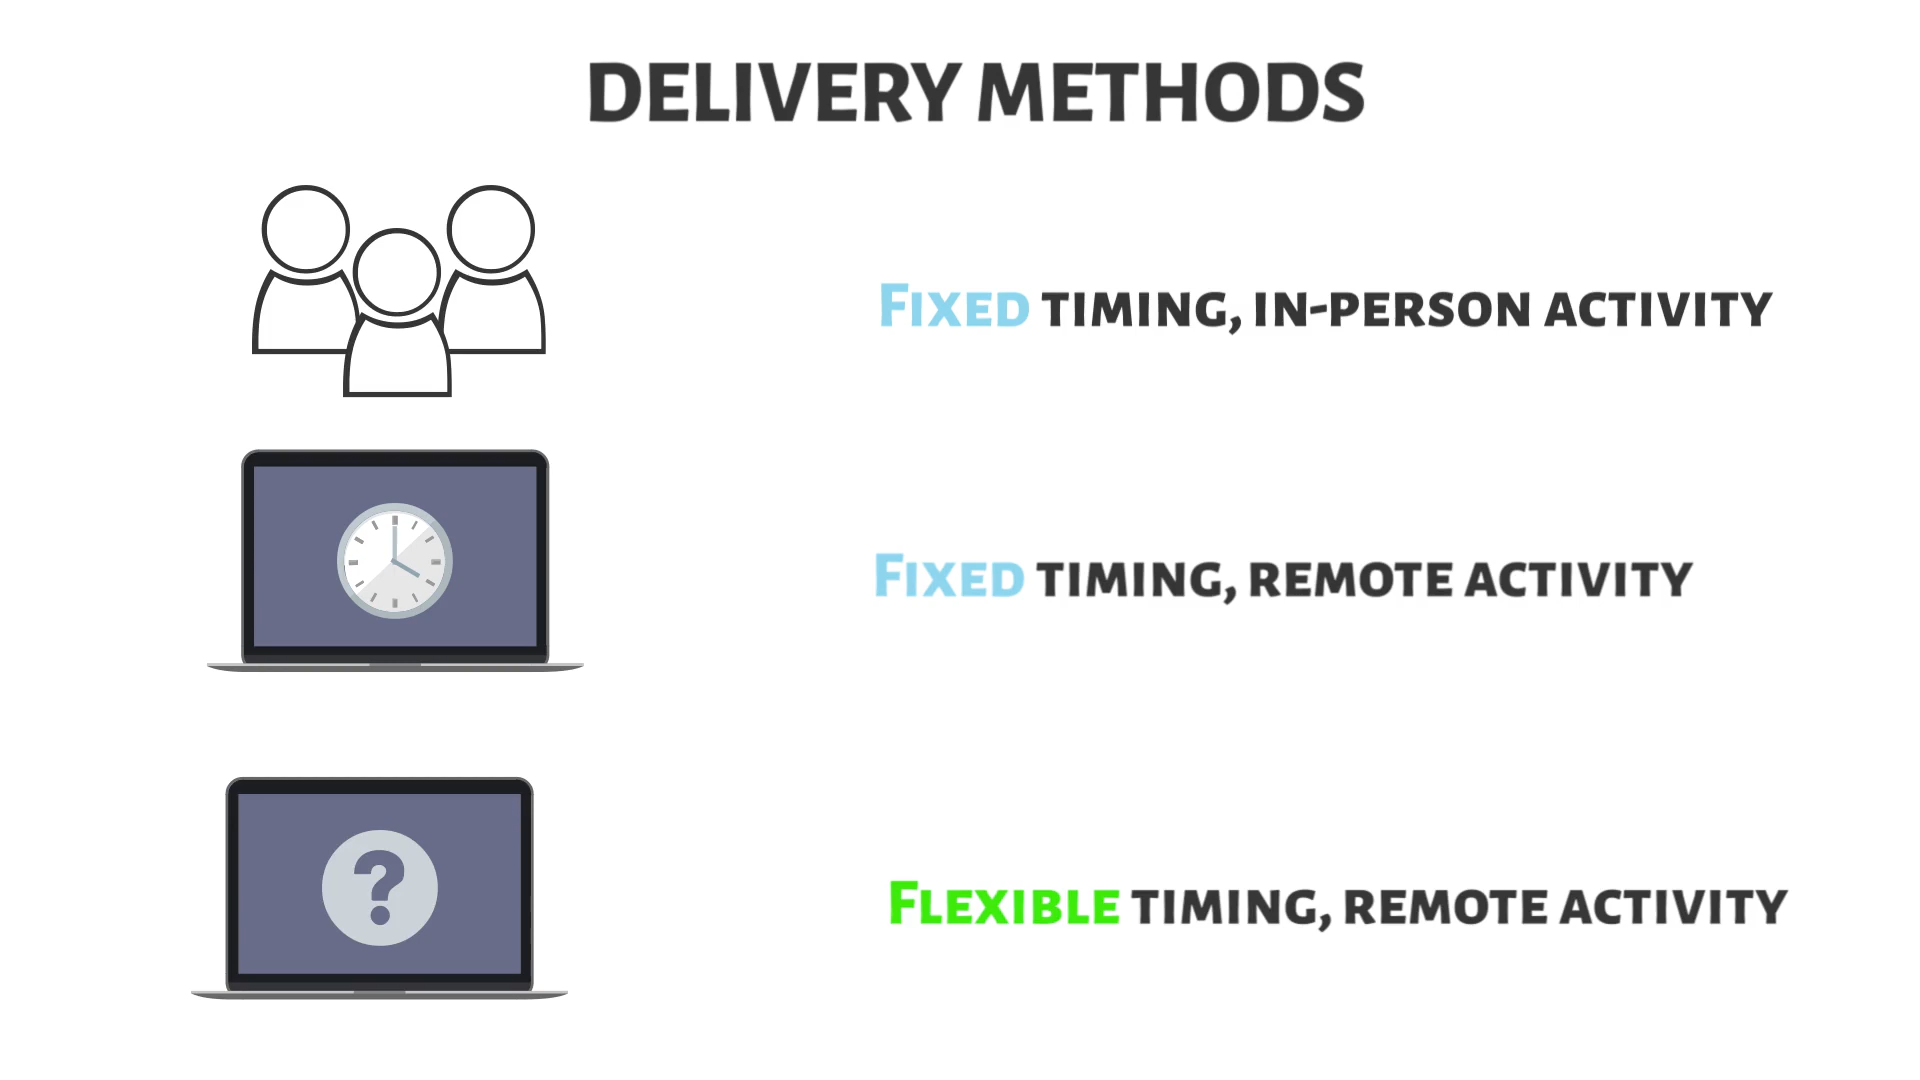 DELIVERY METHODS
Fixed timing, in-person activity
Fixed timing, remote activity
?
Flexible timing, remote activity